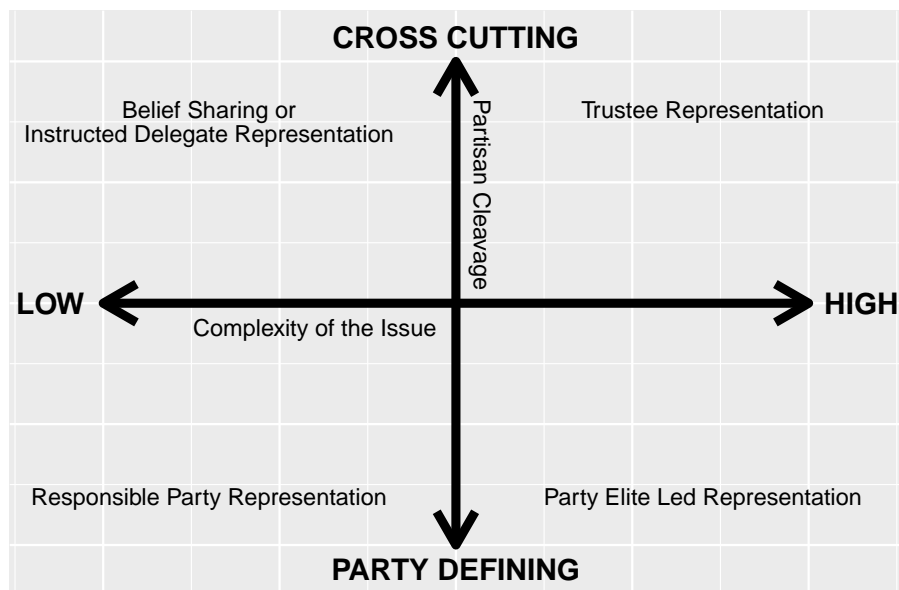 CROSS CUTTING
Belief Sharing or
Instructed Delegate Representation
Partisan Cleavage
Trustee Representation
LOW
HIGH
Complexity of the Issue
Responsible Party Representation
Party Elite Led Representation
PARTY DEFINING